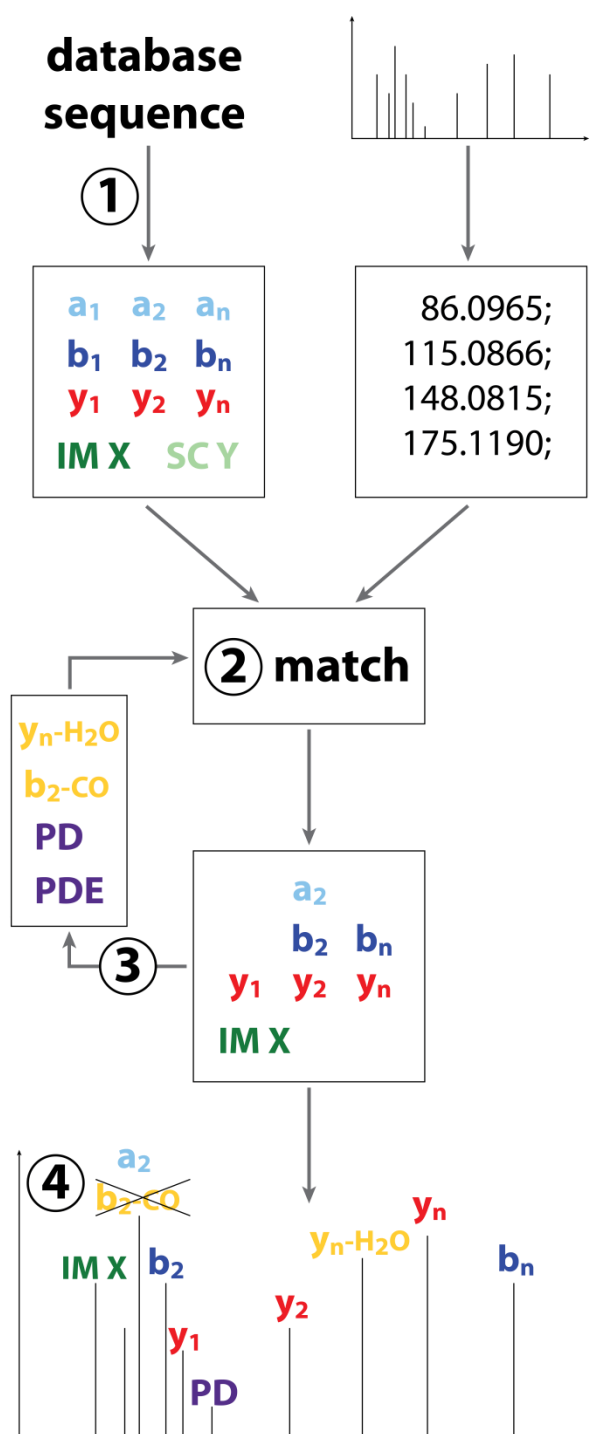 database
sequence
1
a₁ a₂ aₙ
b₁ b₂ bₙ
y₁ y₂ yₙ
IM X SC Y
86.0965;
115.0866;
148.0815;
175.1190;
2 match
yₙ-H₂O
b₂-CO
PD
PDE
3
a₂
b₂ bₙ
y₁ y₂ yₙ
IM X
4
a₂
b₂-CO
IM X
b₂
y₁
PD
y₂
yₙ-H₂O
yₙ
bₙ